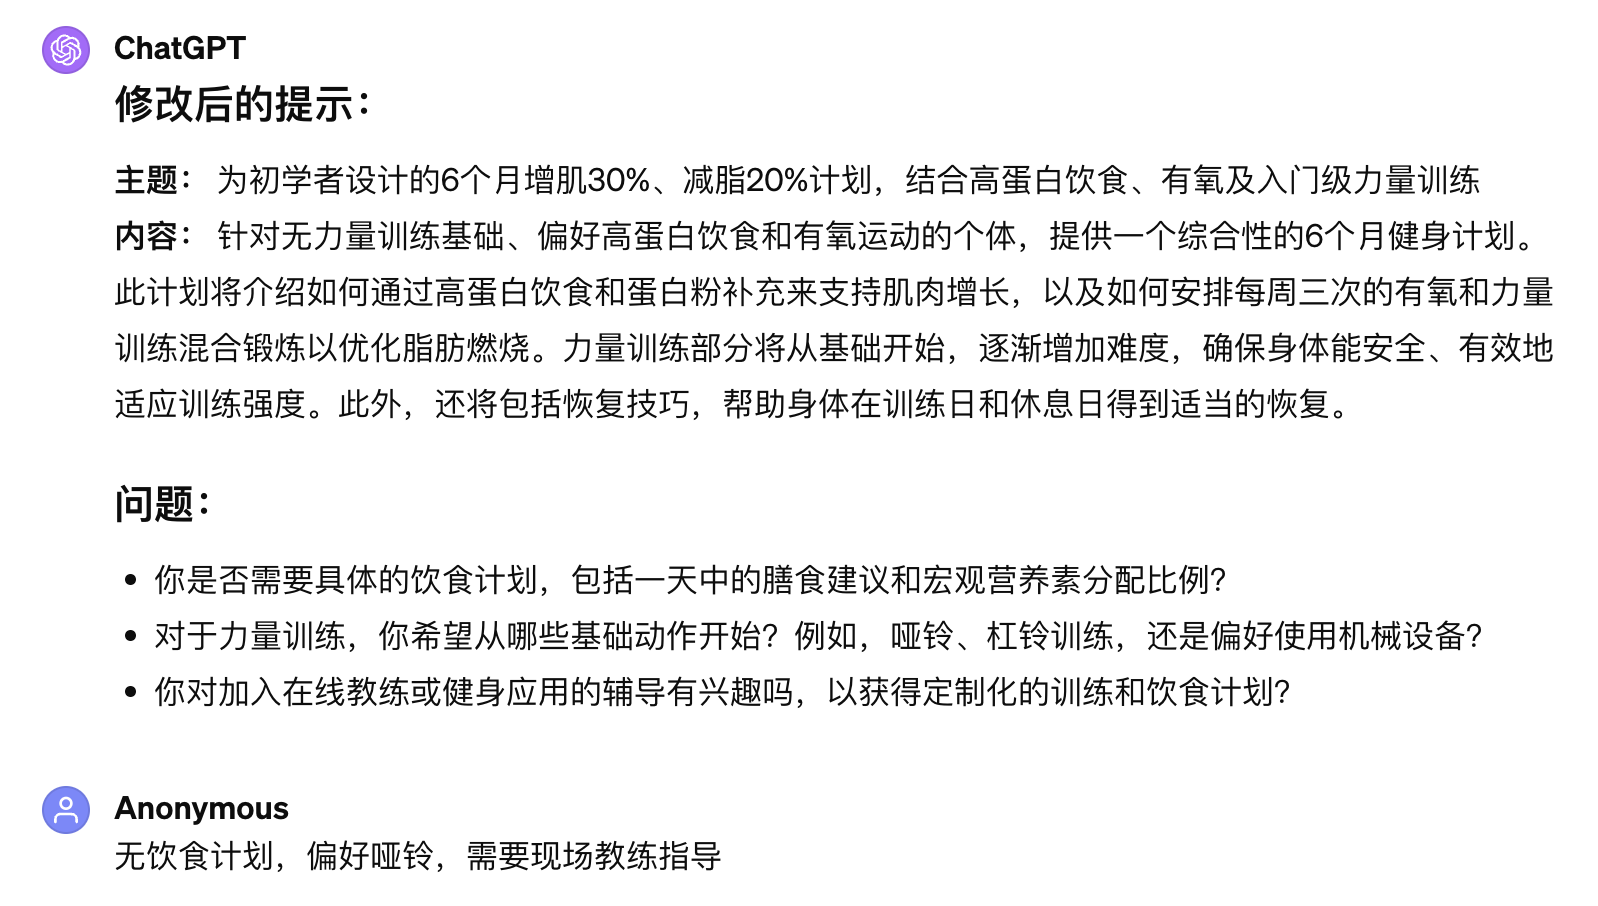 ChatGPT
修改后的提示：
主题： 为初学者设计的6个月增肌30%、减脂20%计划，结合高蛋白饮食、有氧及入门级力量训练
内容： 针对无力量训练基础、偏好高蛋白饮食和有氧运动的个体，提供一个综合性的6个月健身计划。
此计划将介绍如何通过高蛋白饮食和蛋白粉补充来支持肌肉增长，以及如何安排每周三次的有氧和力量
训练混合锻炼以优化脂肪燃烧。力量训练部分将从基础开始，逐渐增加难度，确保身体能安全、有效地
适应训练强度。此外，还将包括恢复技巧，帮助身体在训练日和休息日得到适当的恢复。
问题：
• 你是否需要具体的饮食计划，包括一天中的膳食建议和宏观营养素分配比例？
• 对于力量训练，你希望从哪些基础动作开始？例如，哑铃、杠铃训练，还是偏好使用机械设备？
• 你对加入在线教练或健身应用的辅导有兴趣吗，以获得定制化的训练和饮食计划？
Anonymous
无饮食计划，偏好哑铃，需要现场教练指导